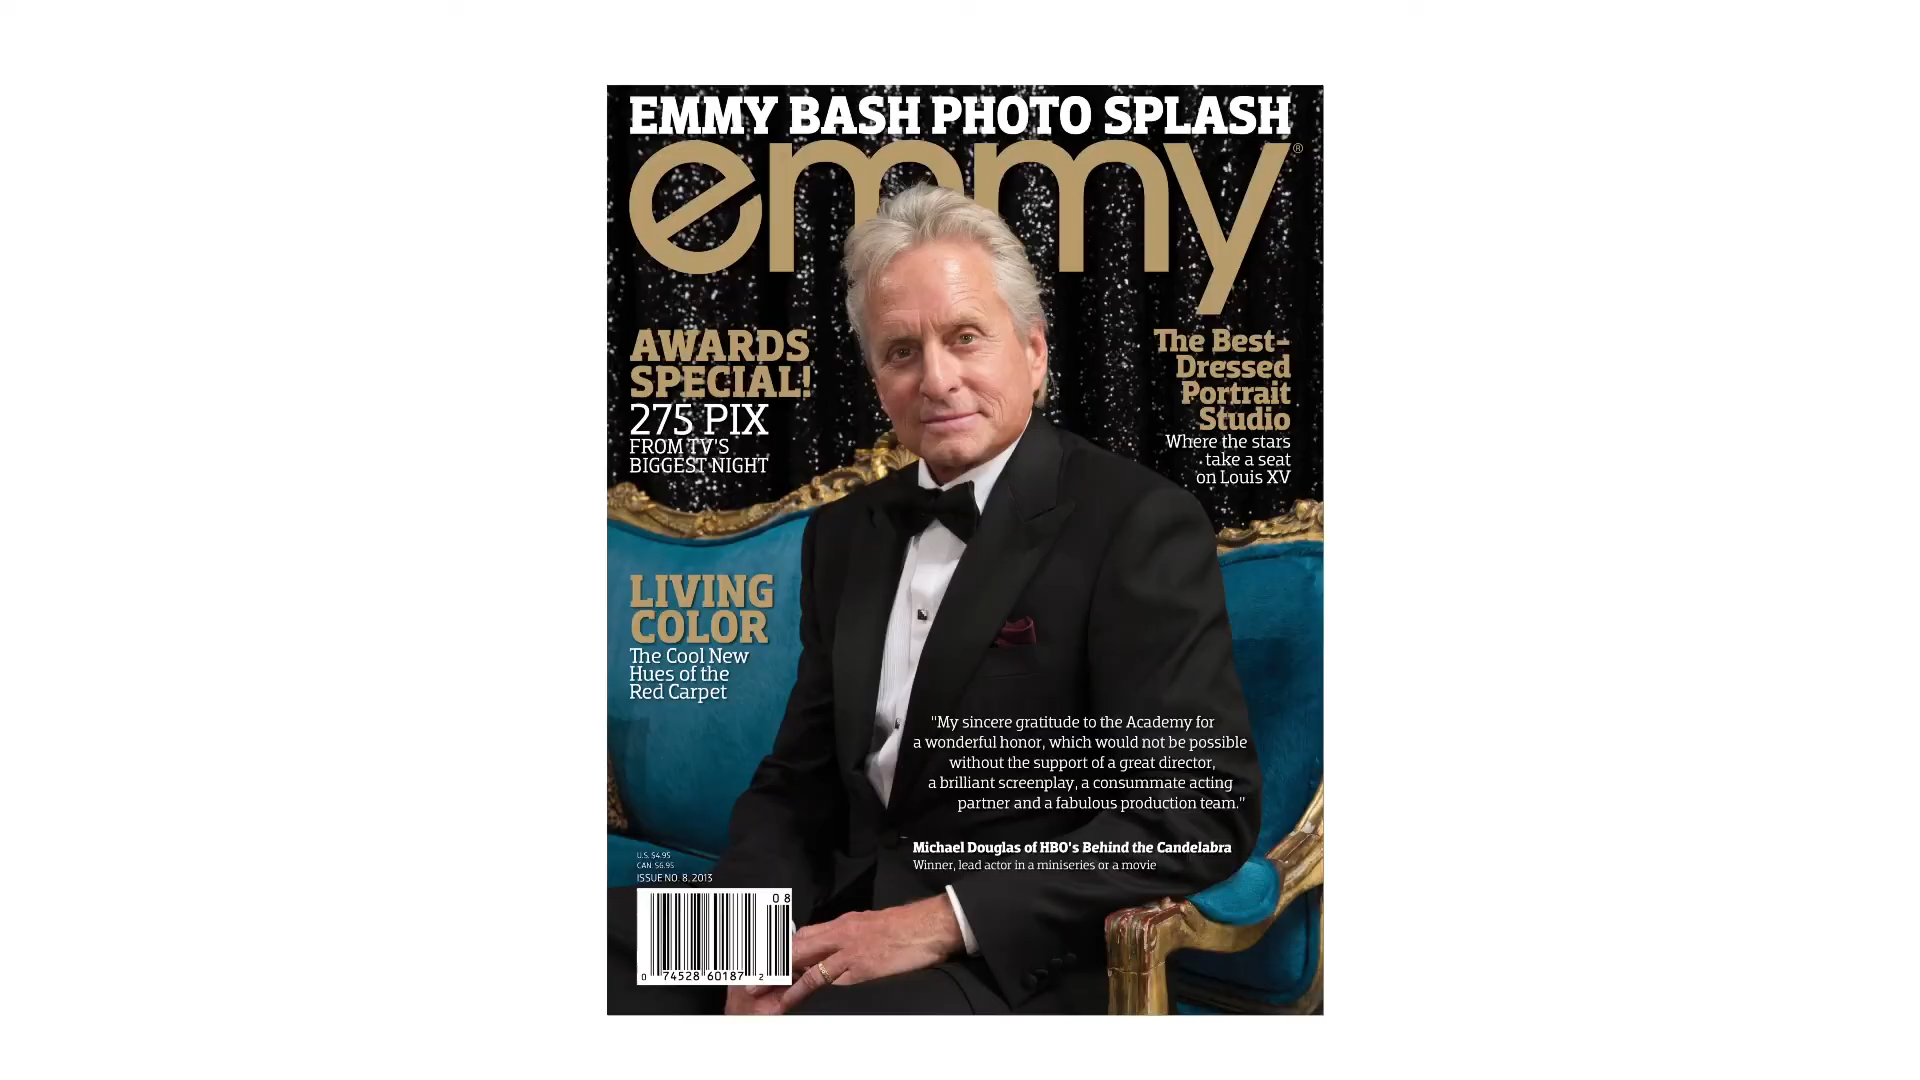 EMMY BASH PHOTO SPLASH
emmy®
AWARDS
SPECIAL!
275 PIX
FROM TV'S
BIGGEST NIGHT
The Best-
Dressed
Portrait
Studio
Where the stars
take a seat
on Louis XV
LIVING
COLOR
The Cool New
Hues of the
Red Carpet
"My sincere gratitude to the Academy for
a wonderful honor, which would not be possible
without the support of a great director,
a brilliant screenplay, a consummate acting
partner and a fabulous production team."
Michael Douglas of HBO's Behind the Candelabra
Winner, lead actor in a miniseries or a movie
U.S. $4.95
CAN. $6.95
ISSUE NO. 8, 2013
08
0 74528 60187 2